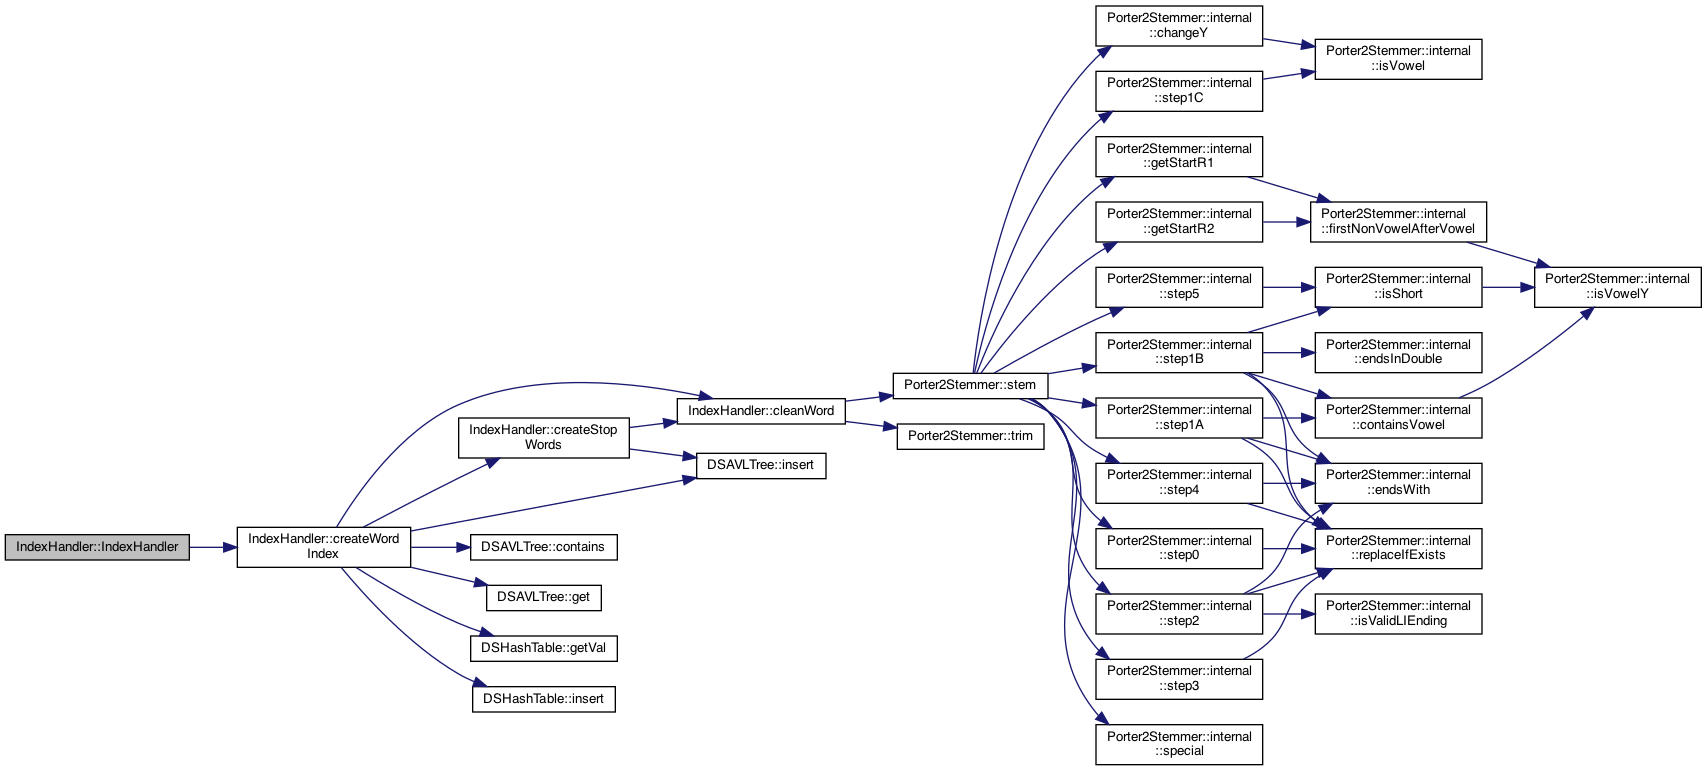 IndexHandler::IndexHandler
IndexHandler::createWord
Index
IndexHandler::createStop
Words
DSAVLTree::contains
DSAVLTree::get
DSHashTable::getVal
DSHashTable::insert
IndexHandler::cleanWord
DSAVLTree::insert
Porter2Stemmer::stem
Porter2Stemmer::trim
Porter2Stemmer::internal
::changeY
Porter2Stemmer::internal
::step1C
Porter2Stemmer::internal
::getStartR1
Porter2Stemmer::internal
::getStartR2
Porter2Stemmer::internal
::step5
Porter2Stemmer::internal
::step1B
Porter2Stemmer::internal
::step1A
Porter2Stemmer::internal
::step4
Porter2Stemmer::internal
::step0
Porter2Stemmer::internal
::step2
Porter2Stemmer::internal
::step3
Porter2Stemmer::internal
::special
Porter2Stemmer::internal
::isVowel
Porter2Stemmer::internal
::firstNonVowelAfterVowel
Porter2Stemmer::internal
::isShort
Porter2Stemmer::internal
::endsInDouble
Porter2Stemmer::internal
::containsVowel
Porter2Stemmer::internal
::endsWith
Porter2Stemmer::internal
::replaceIfExists
Porter2Stemmer::internal
::isValidLIEnding
Porter2Stemmer::internal
::isVowelY